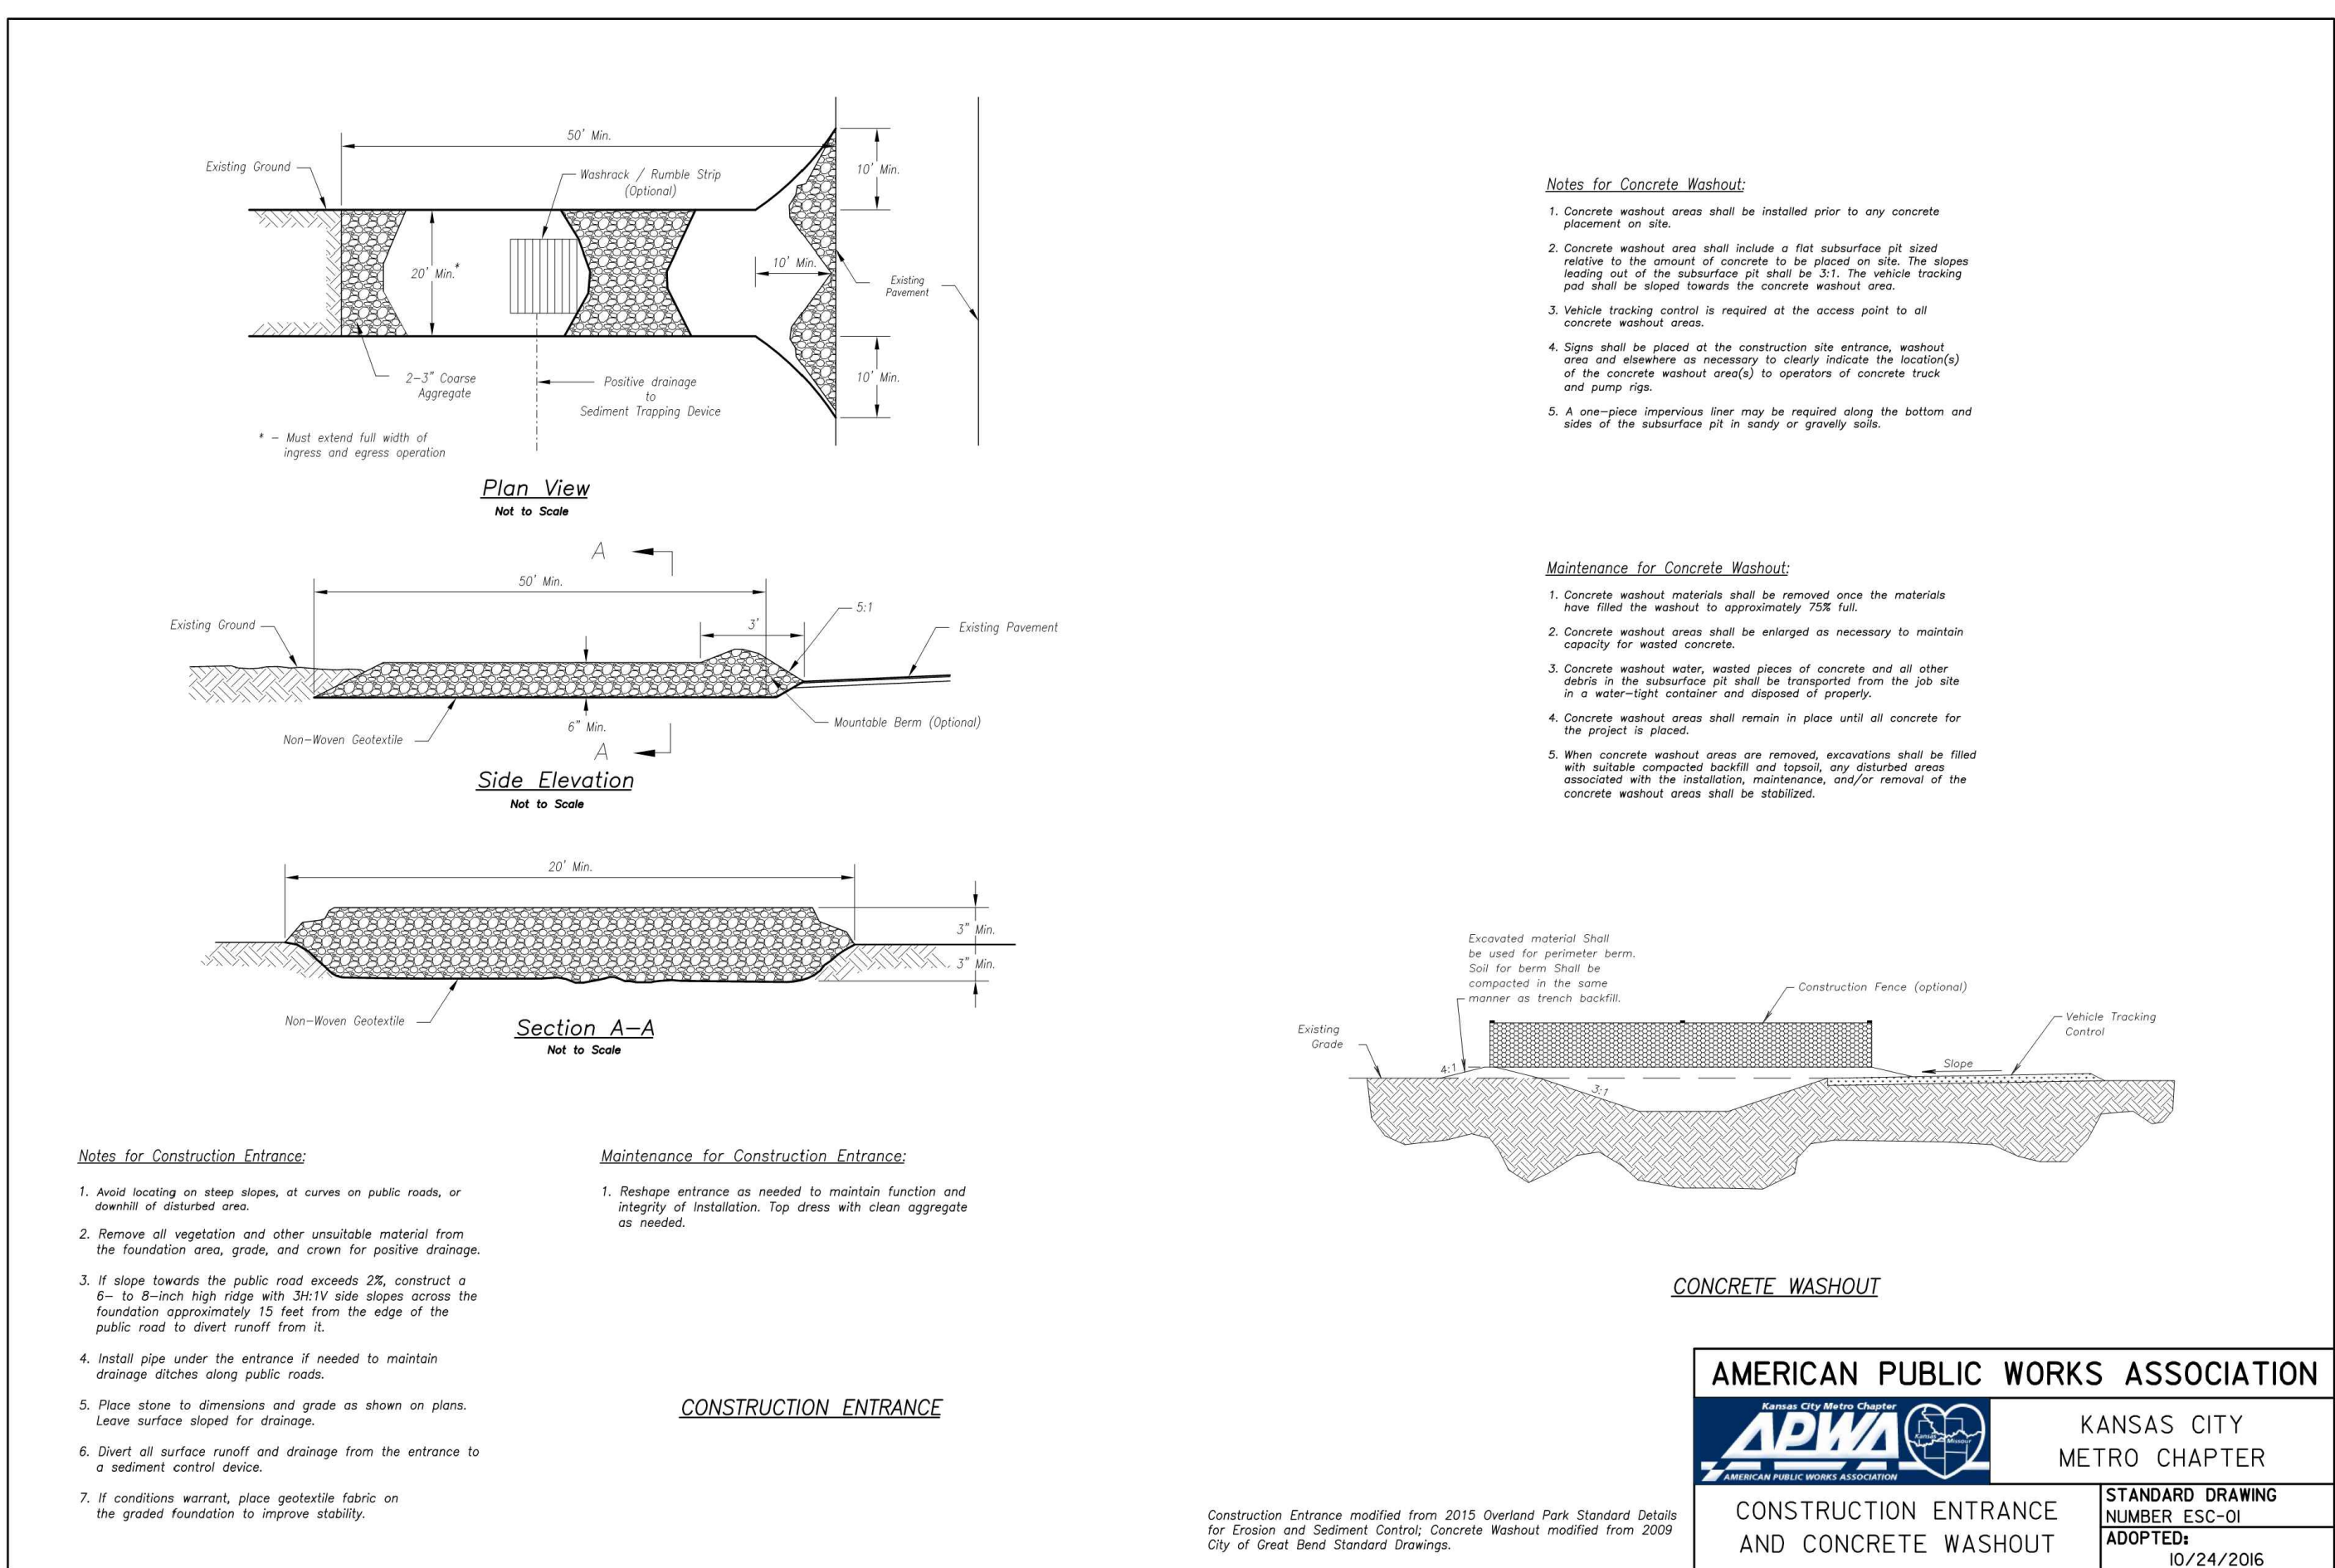 50' Min.
Existing Ground
Washrack / Rumble Strip
(Optional)
10' Min.
20' Min.*
10' Min.
Existing
Pavement
2-3" Coarse
Aggregate
Positive drainage
to
Sediment Trapping Device
10' Min.
* - Must extend full width of
ingress and egress operation
Plan View
Not to Scale
A
50' Min.
5:1
Existing Ground
3'
Existing Pavement
6" Min.
Mountable Berm (Optional)
Non-Woven Geotextile
A
Side Elevation
Not to Scale
20' Min.
3" Min.
3" Min.
Non-Woven Geotextile
Section A-A
Not to Scale
Notes for Construction Entrance:
1. Avoid locating on steep slopes, at curves on public roads, or
downhill of disturbed area.
2. Remove all vegetation and other unsuitable material from
the foundation area, grade, and crown for positive drainage.
3. If slope towards the public road exceeds 2%, construct a
6- to 8-inch high ridge with 3H:1V side slopes across the
foundation approximately 15 feet from the edge of the
public road to divert runoff from it.
4. Install pipe under the entrance if needed to maintain
drainage ditches along public roads.
5. Place stone to dimensions and grade as shown on plans.
Leave surface sloped for drainage.
6. Divert all surface runoff and drainage from the entrance to
a sediment control device.
7. If conditions warrant, place geotextile fabric on
the graded foundation to improve stability.
Maintenance for Construction Entrance:
1. Reshape entrance as needed to maintain function and
integrity of Installation. Top dress with clean aggregate
as needed.
CONSTRUCTION ENTRANCE
Notes for Concrete Washout:
1. Concrete washout areas shall be installed prior to any concrete
placement on site.
2. Concrete washout area shall include a flat subsurface pit sized
relative to the amount of concrete to be placed on site. The slopes
leading out of the subsurface pit shall be 3:1. The vehicle tracking
pad shall be sloped towards the concrete washout area.
3. Vehicle tracking control is required at the access point to all
concrete washout areas.
4. Signs shall be placed at the construction site entrance, washout
area and elsewhere as necessary to clearly indicate the location(s)
of the concrete washout area(s) to operators of concrete truck
and pump rigs.
5. A one-piece impervious liner may be required along the bottom and
sides of the subsurface pit in sandy or gravelly soils.
Maintenance for Concrete Washout:
1. Concrete washout materials shall be removed once the materials
have filled the washout to approximately 75% full.
2. Concrete washout areas shall be enlarged as necessary to maintain
capacity for wasted concrete.
3. Concrete washout water, wasted pieces of concrete and all other
debris in the subsurface pit shall be transported from the job site
in a water-tight container and disposed of properly.
4. Concrete washout areas shall remain in place until all concrete for
the project is placed.
5. When concrete washout areas are removed, excavations shall be filled
with suitable compacted backfill and topsoil, any disturbed areas
associated with the installation, maintenance, and/or removal of the
concrete washout areas shall be stabilized.
Excavated material Shall
be used for perimeter berm.
Soil for berm Shall be
compacted in the same
manner as trench backfill.
Construction Fence (optional)
Existing
Grade
Vehicle Tracking
Control
4:1
Slope
3:1
CONCRETE WASHOUT
Construction Entrance modified from 2015 Overland Park Standard Details
for Erosion and Sediment Control; Concrete Washout modified from 2009
City of Great Bend Standard Drawings.
AMERICAN PUBLIC WORKS ASSOCIATION
Kansas City Metro Chapter
APWA
Kansas
Missouri
AMERICAN PUBLIC WORKS ASSOCIATION
KANSAS CITY
METRO CHAPTER
CONSTRUCTION ENTRANCE
AND CONCRETE WASHOUT
STANDARD DRAWING
NUMBER ESC-01
ADOPTED:
10/24/2016